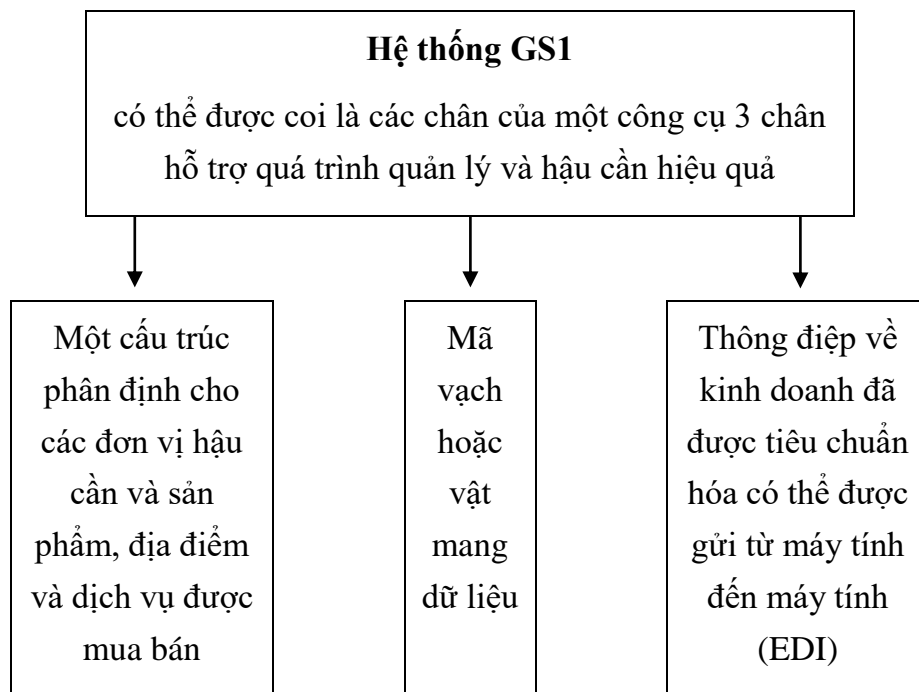 Hệ thống GS1
có thể được coi là các chân của một công cụ 3 chân
hỗ trợ quá trình quản lý và hậu cần hiệu quả
Một cấu trúc
phân định cho
các đơn vị hậu
cần và sản
phẩm, địa điểm
và dịch vụ được
mua bán
Mã
vạch
hoặc
vật
mang
dữ liệu
Thông điệp về
kinh doanh đã
được tiêu chuẩn
hóa có thể được
gửi từ máy tính
đến máy tính
(EDI)